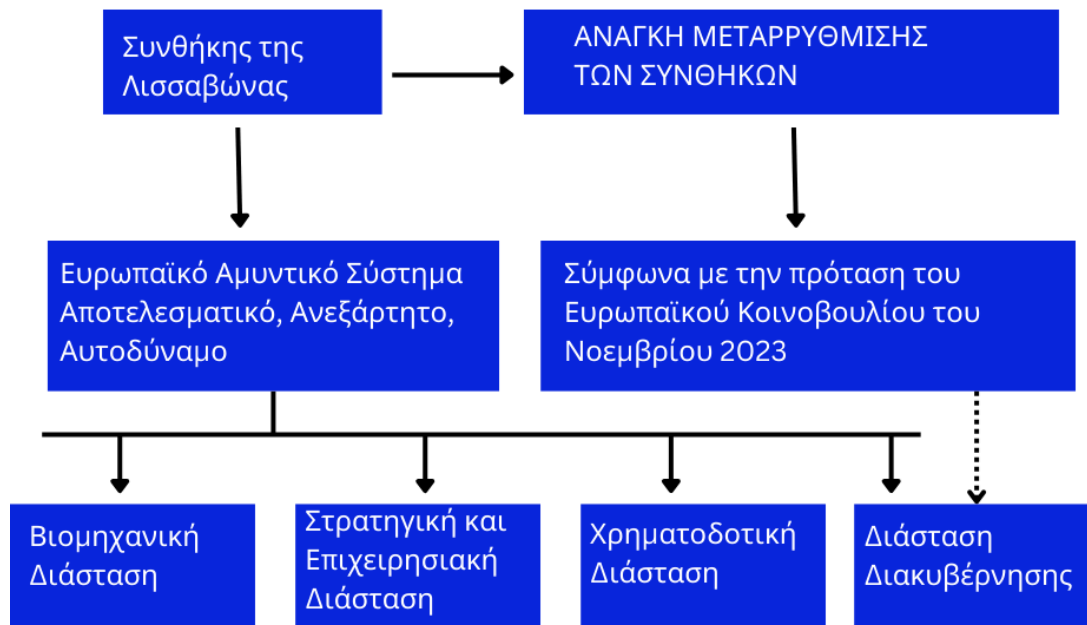 Συνθήκης της
Λισσαβώνας
ΑΝΑΓΚΗ ΜΕΤΑΡΡΥΘΜΙΣΗΣ
ΤΩΝ ΣΥΝΘΗΚΩΝ
Ευρωπαϊκό Αμυντικό Σύστημα
Αποτελεσματικό, Ανεξάρτητο,
Αυτοδύναμο
Σύμφωνα με την πρόταση του
Ευρωπαϊκού Κοινοβουλίου του
Νοεμβρίου 2023
Βιομηχανική
Διάσταση
Στρατηγική και
Επιχειρησιακή
Διάσταση
Χρηματοδοτική
Διάσταση
Διάσταση
Διακυβέρνησης